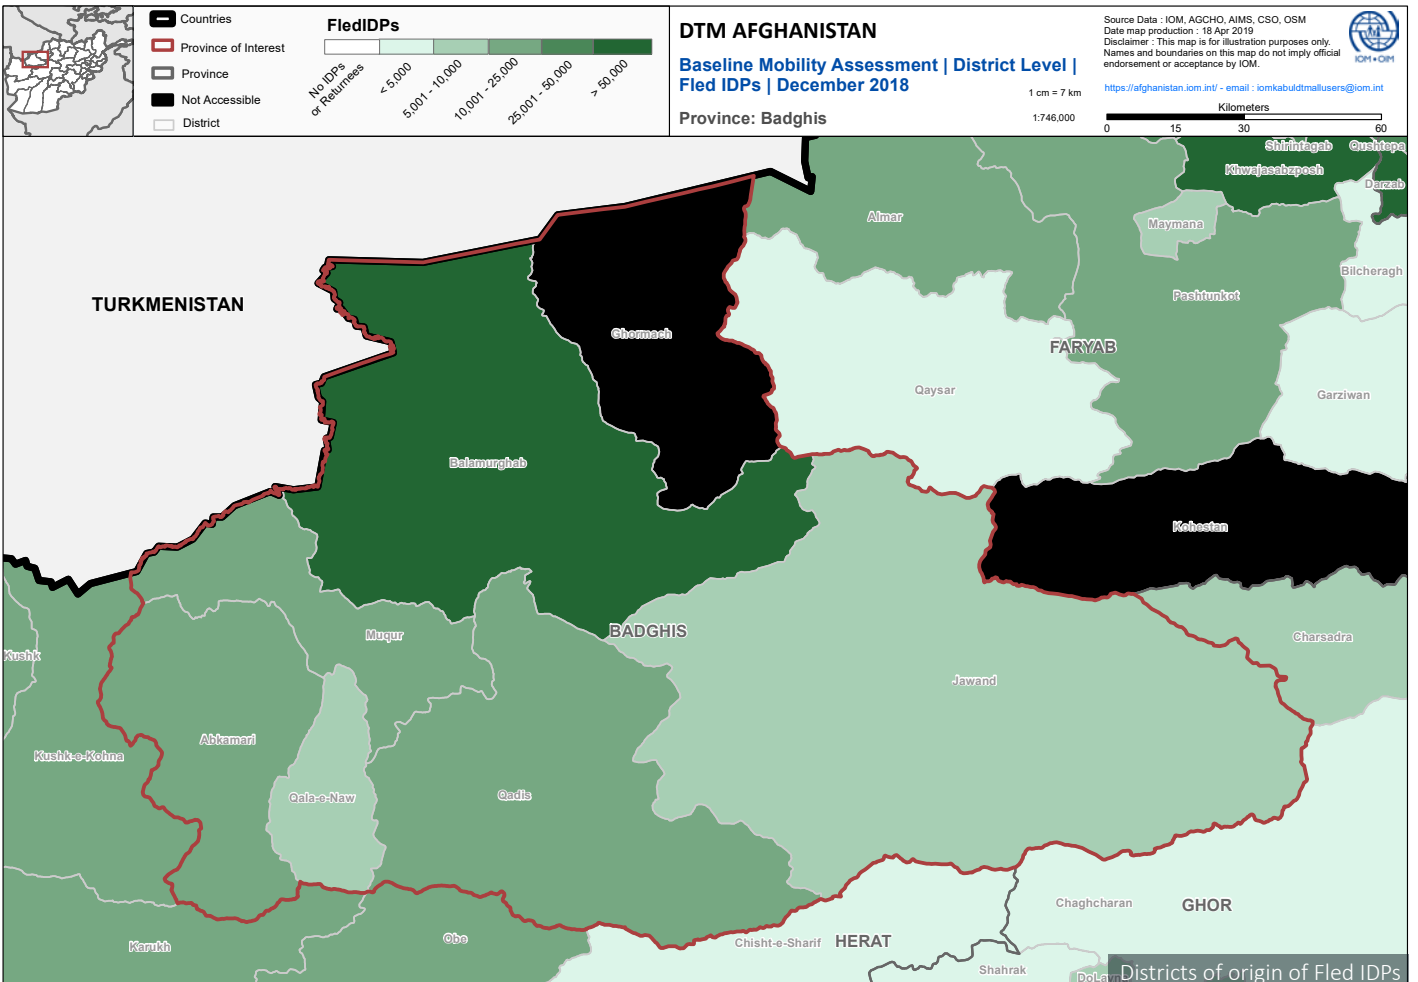 Countries
Province of Interest
Province
Not Accessible
District
FledIDPs
No IDPs
or Returnees
< 5,000
5,001 - 10,000
10,001 - 25,000
25,001 - 50,000
> 50,000
DTM AFGHANISTAN
Baseline Mobility Assessment | District Level |
Fled IDPs | December 2018
Province: Badghis
1 cm = 7 km
1:746,000
Source Data : IOM, AGCHO, AIMS, CSO, OSM
Date map production : 18 Apr 2019
Disclaimer : This map is for illustration purposes only.
Names and boundaries on this map do not imply official
endorsement or acceptance by IOM.
https://afghanistan.iom.int/ - email : iomkabuldtmallusers@iom.int
IOM • OIM
Kilometers
0 15 30 60
Shirintagab
Qushtepa
Khwajasabzposh
Darzab
Almar
Maymana
Bilcheragh
Pashtunkot
TURKMENISTAN
Ghormach
FARYAB
Qaysar
Garziwan
Balamurghab
Kohestan
BADGHIS
Muqur
Charsadra
Kushk
Jawand
Abkamari
Kushk-e-Kohna
Qala-e-Naw
Qadis
Chaghcharan
GHOR
Karukh
Obe
Chisht-e-Sharif
HERAT
Shahrak
Districts of origin of Fled IDPs